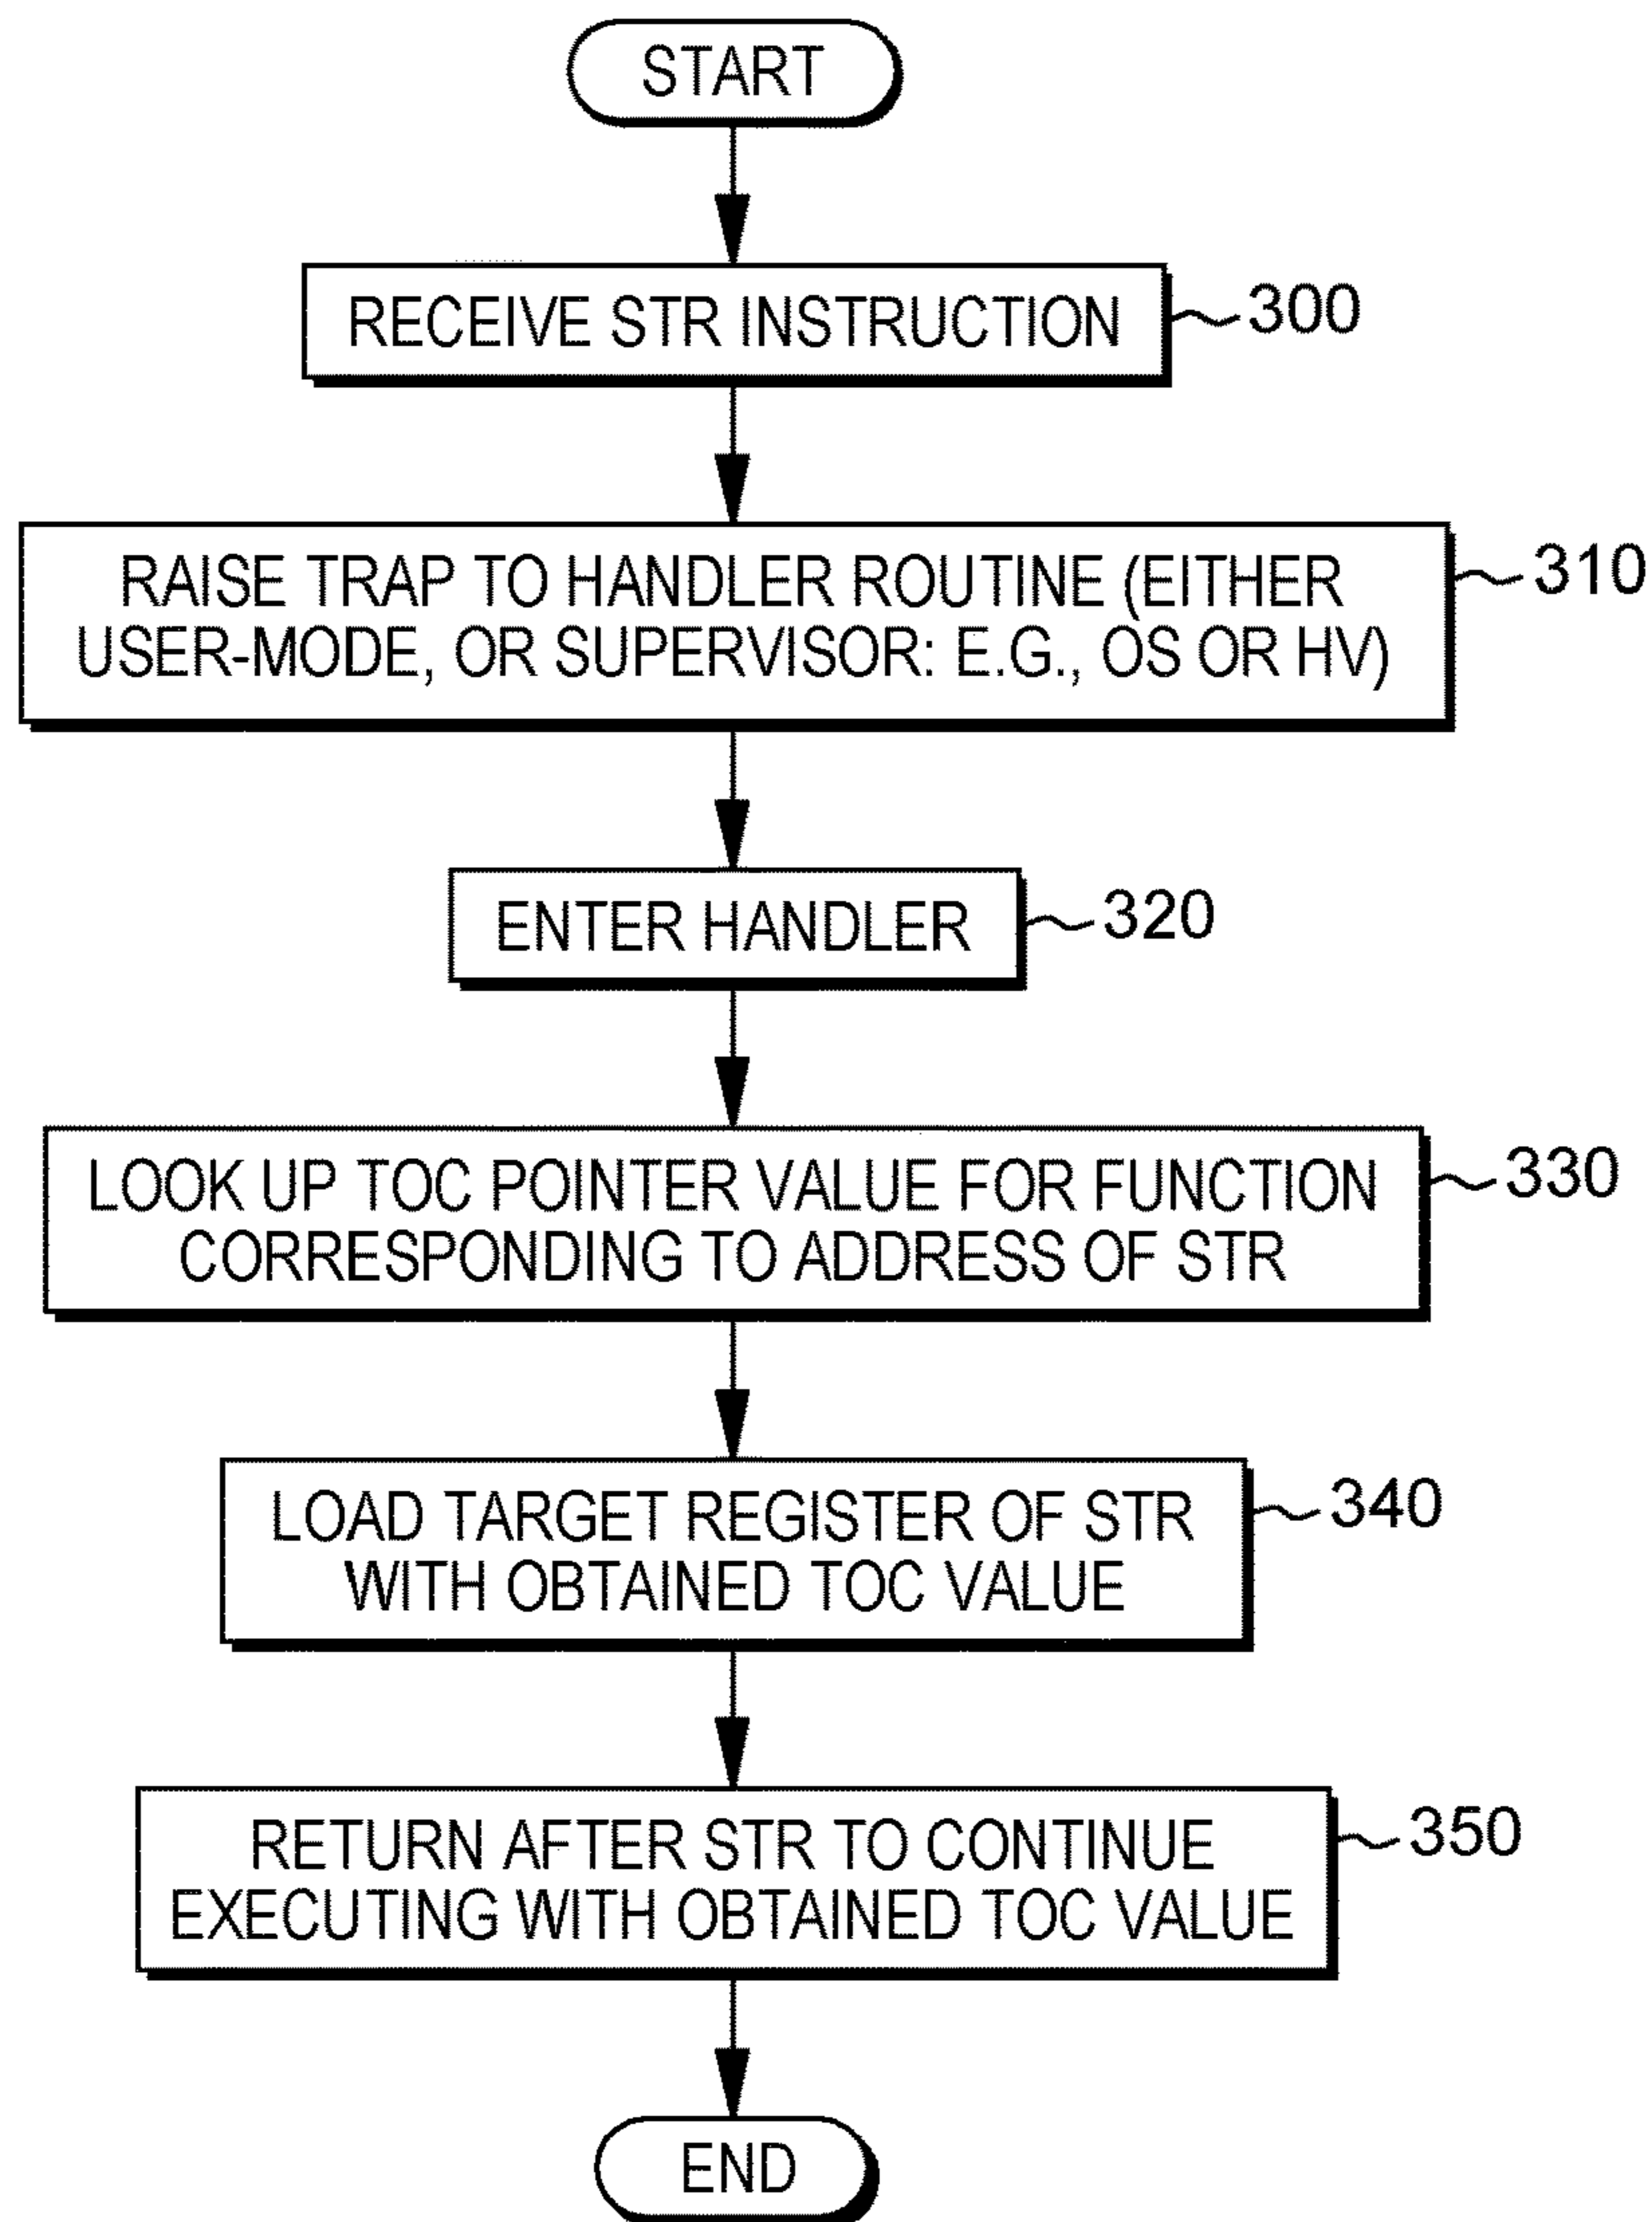 START
RECEIVE STR INSTRUCTION
300
RAISE TRAP TO HANDLER ROUTINE (EITHER
USER-MODE, OR SUPERVISOR: E.G., OS OR HV)
310
ENTER HANDLER
320
LOOK UP TOC POINTER VALUE FOR FUNCTION
CORRESPONDING TO ADDRESS OF STR
330
LOAD TARGET REGISTER OF STR
WITH OBTAINED TOC VALUE
340
RETURN AFTER STR TO CONTINUE
EXECUTING WITH OBTAINED TOC VALUE
350
END